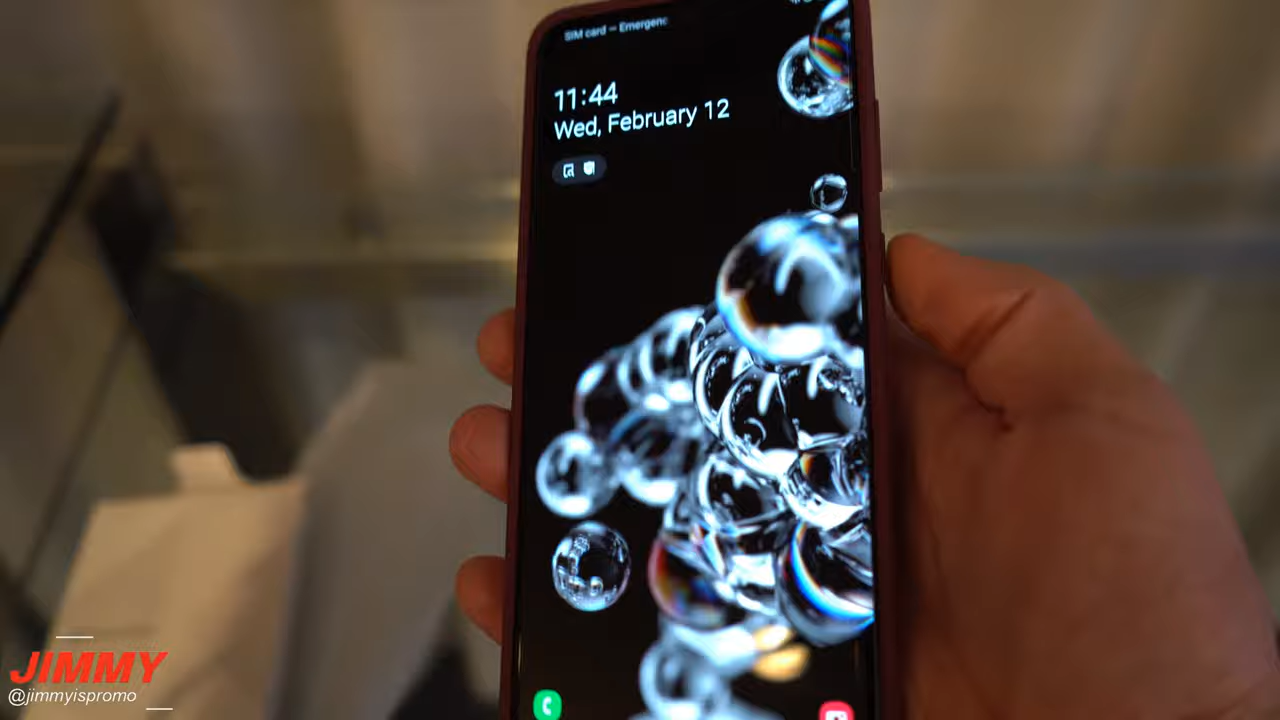 SIM card – Emergenc
11:44
Wed, February 12
JIMMY
@jimmyispromo